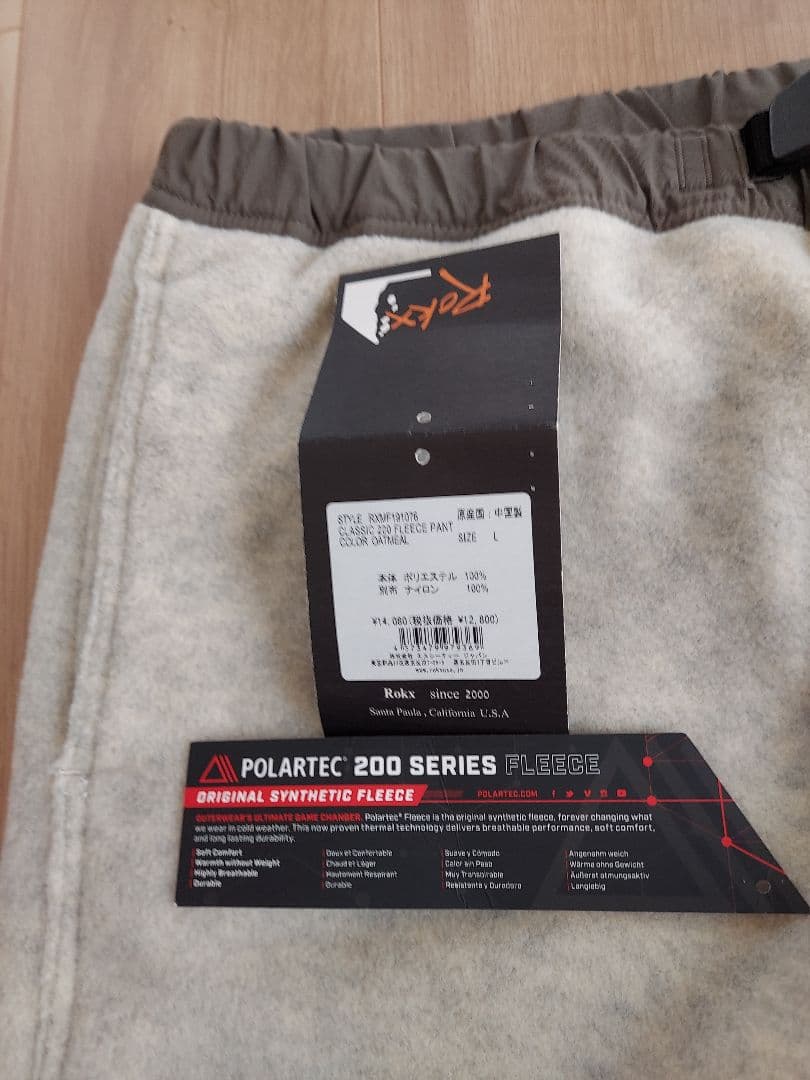 Rokx
STYLE RXMF191076 原産国：中国製
CLASSIC 200 FLEECE PANT
COLOR OATMEAL SIZE L
本体 ポリエステル 100%
別布 ナイロン 100%
¥14,080(税抜価格 ¥12,800)
4573479979369
www.rokxusa.jp
Rokx since 2000
Santa Paula, California U.S.A
POLARTEC® 200 SERIES FLEECE
ORIGINAL SYNTHETIC FLEECE POLARTEC.COM
OUTERWEAR'S ULTIMATE GAME CHANGER. Polartec® Fleece is the original synthetic fleece, forever changing what
we wear in cold weather. This now proven thermal technology delivers breathable performance, soft comfort,
and long lasting durability.
Soft Comfort Doux et Confortable Suave y Cómodo Angenehm weich
Warmth without Weight Chaud et Léger Calor sin Peso Wärme ohne Gewicht
Highly Breathable Hautement Respirant Muy Transpirable Äußerst atmungsaktiv
Durable Durable Resistente y Duradero Langlebig